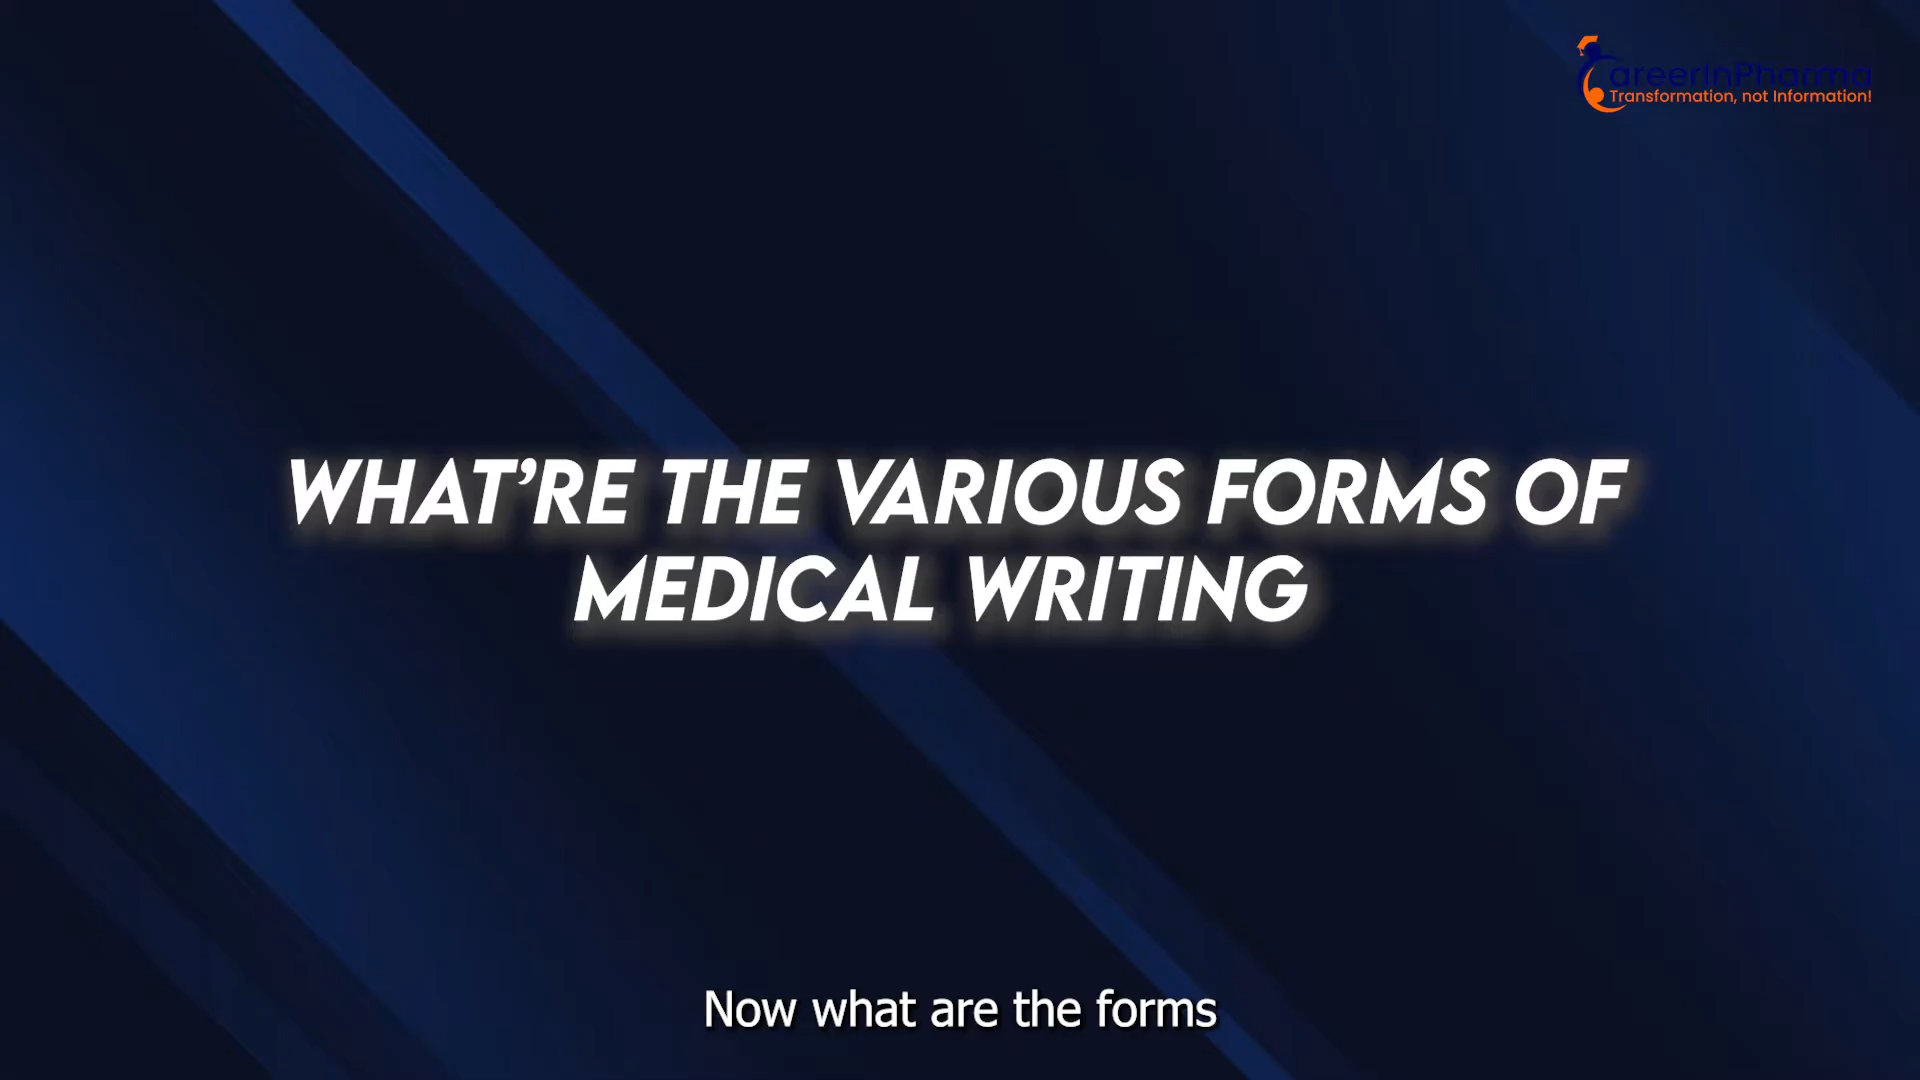 CareerInPharma
Transformation, not Information!
WHAT’RE THE VARIOUS FORMS OF
MEDICAL WRITING
Now what are the forms